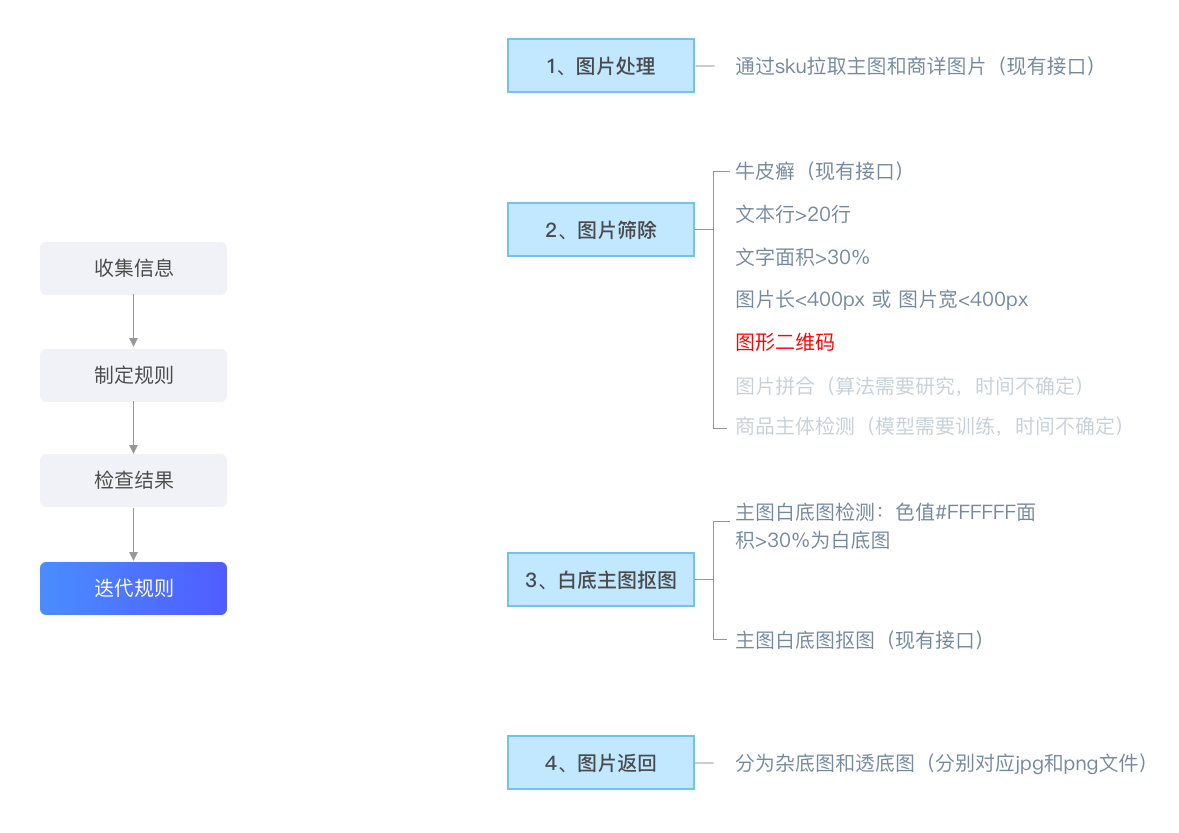 收集信息
制定规则
检查结果
迭代规则
1、图片处理
通过sku拉取主图和商详图片（现有接口）
2、图片筛除
牛皮癣（现有接口）
文本行>20行
文字面积>30%
图片长<400px 或 图片宽<400px
图形二维码
图片拼合（算法需要研究，时间不确定）
商品主体检测（模型需要训练，时间不确定）
3、白底主图抠图
主图白底图检测：色值#FFFFFF面
积>30%为白底图
主图白底图抠图（现有接口）
4、图片返回
分为杂底图和透底图（分别对应jpg和png文件）